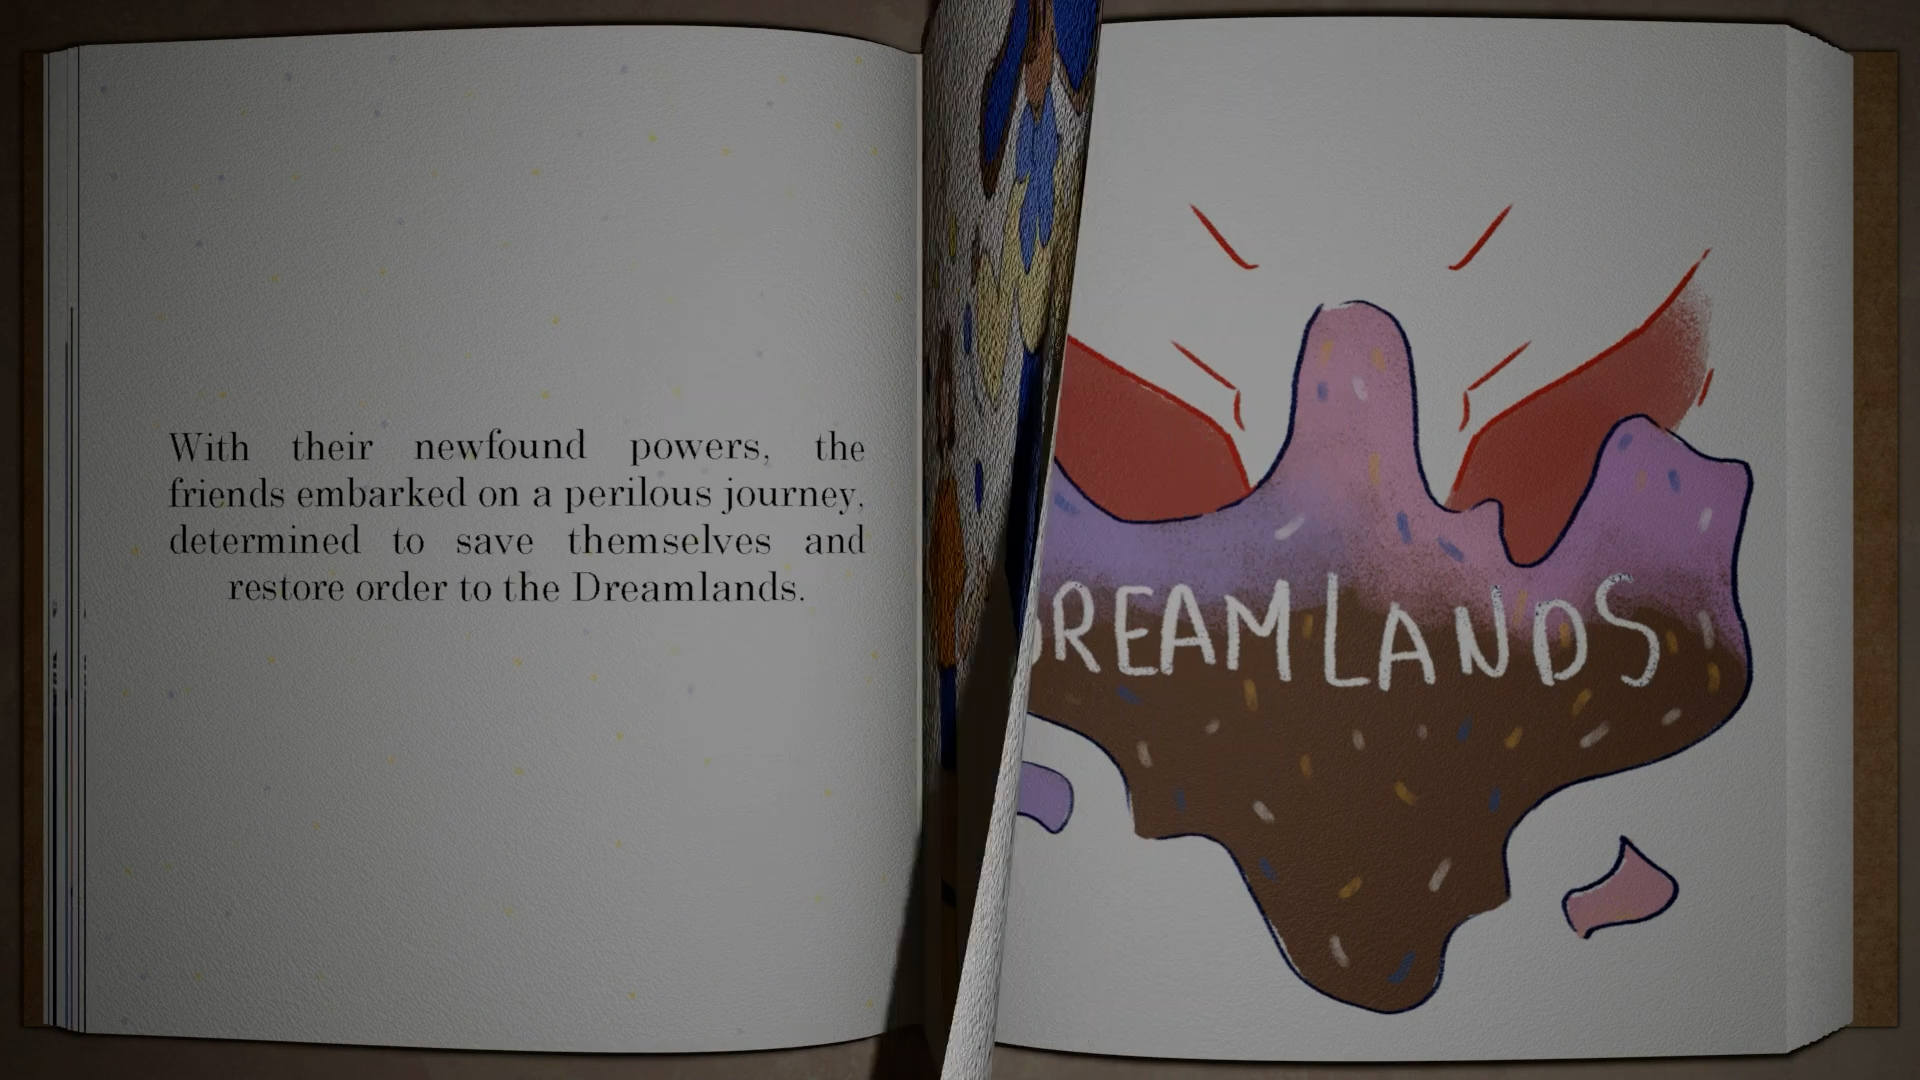 With their newfound powers, the
friends embarked on a perilous journey,
determined to save themselves and
restore order to the Dreamlands.
DREAMLANDS